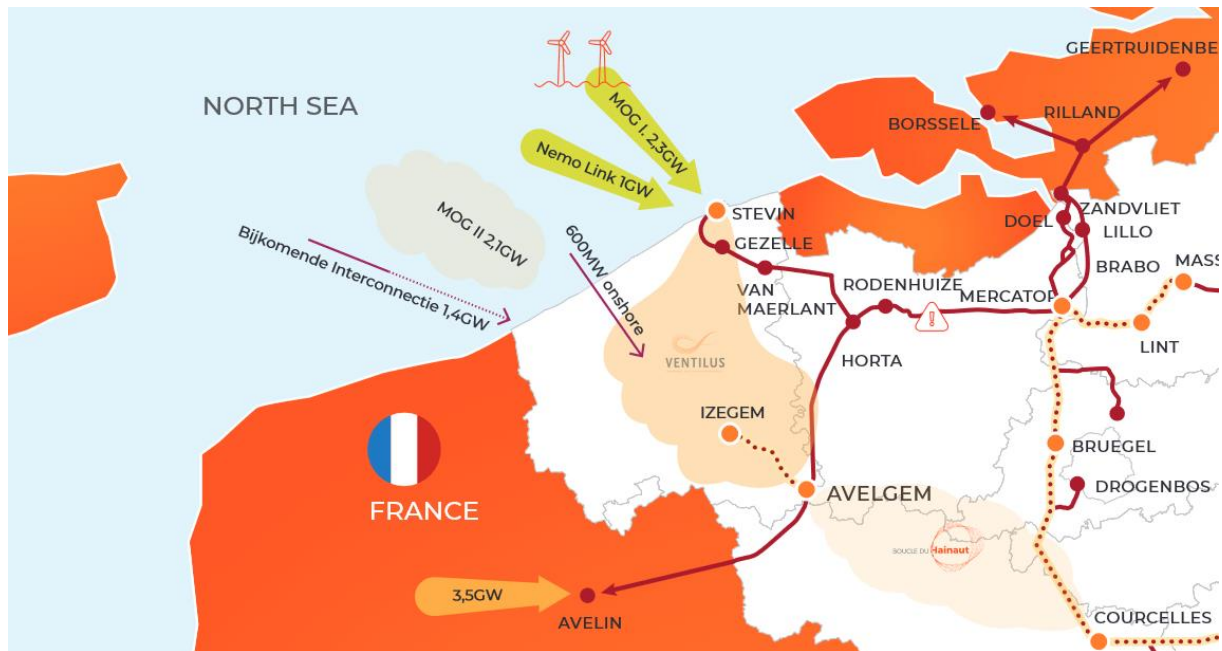 GEERTRUIDENBE
NORTH SEA
MOG I. 2,3GW
BORSSELE
RILLAND
Nemo Link 1GW
MOG II 2,1GW
STEVIN
DOEL
ZANDVLIET
LILLO
Bijkomende Interconnectie 1,4GW
600MW onshore
GEZELLE
VAN
MAERLANT
RODENHUIZE
BRABO
MASS
MERCATOR
LINT
VENTILUS
HORTA
IZEGEM
BRUEGEL
AVELGEM
DROGENBOS
FRANCE
BOUCLE DU Hainaut
3,5GW
AVELIN
COURCELLES